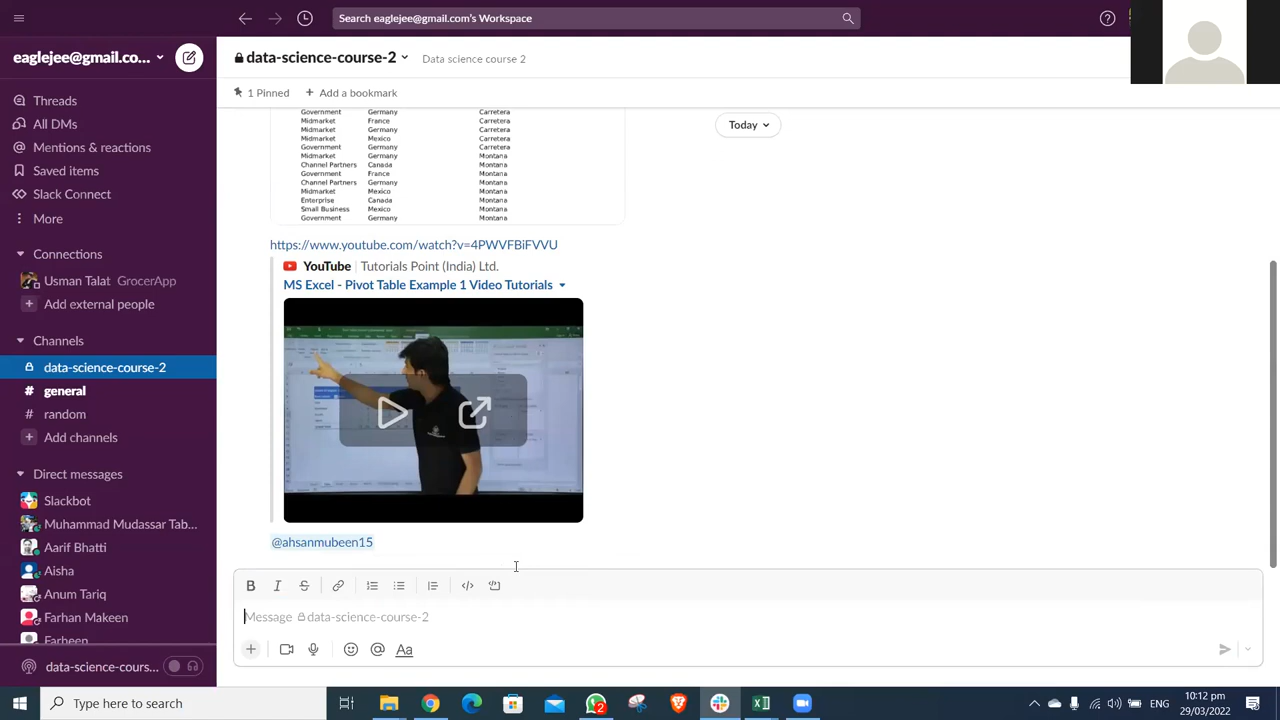 Search eaglejee@gmail.com's Workspace
eaglejee@gmail.co...
data-science-course-2
Data science course 2
1 Pinned
Add a bookmark
Threads
All DMs
Mentions & reactions
Saved items
Slack Connect
More
Connections
Arman Talat GrocerApp
Add external people
Channels
data-science-course-2
general
random
Add channels
Direct messages
Slackbot
Muhammad Mudassar Tab...
Aarif Bhatti
Aisha
Anum Tariq
Farhan Makeen
Faheen
data-science-course...
Today
Government Germany Carretera
Midmarket France Carretera
Midmarket Germany Carretera
Midmarket Mexico Carretera
Government Germany Carretera
Midmarket Germany Montana
Channel Partners Canada Montana
Government France Montana
Channel Partners Germany Montana
Midmarket Mexico Montana
Enterprise Canada Montana
Small Business Mexico Montana
Government Germany Montana
https://www.youtube.com/watch?v=4PWVFBiFVVU
YouTube Tutorials Point (India) Ltd.
MS Excel - Pivot Table Example 1 Video Tutorials
@ahsanmubeen15
Message data-science-course-2
Type here to search
2
ENG
10:12 pm
29/03/2022